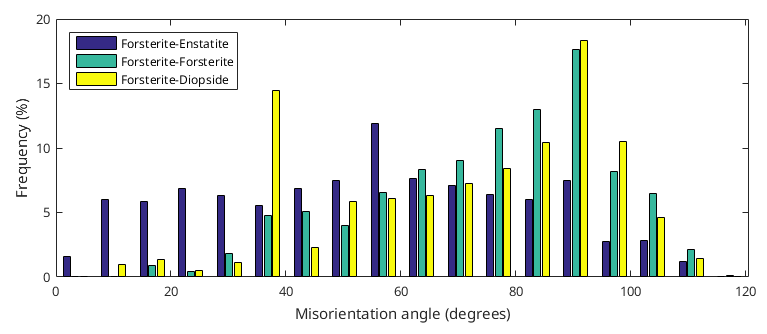 Forsterite-Enstatite
Forsterite-Forsterite
Forsterite-Diopside
Frequency (%)
20
15
10
5
0
0 20 40 60 80 100 120
Misorientation angle (degrees)